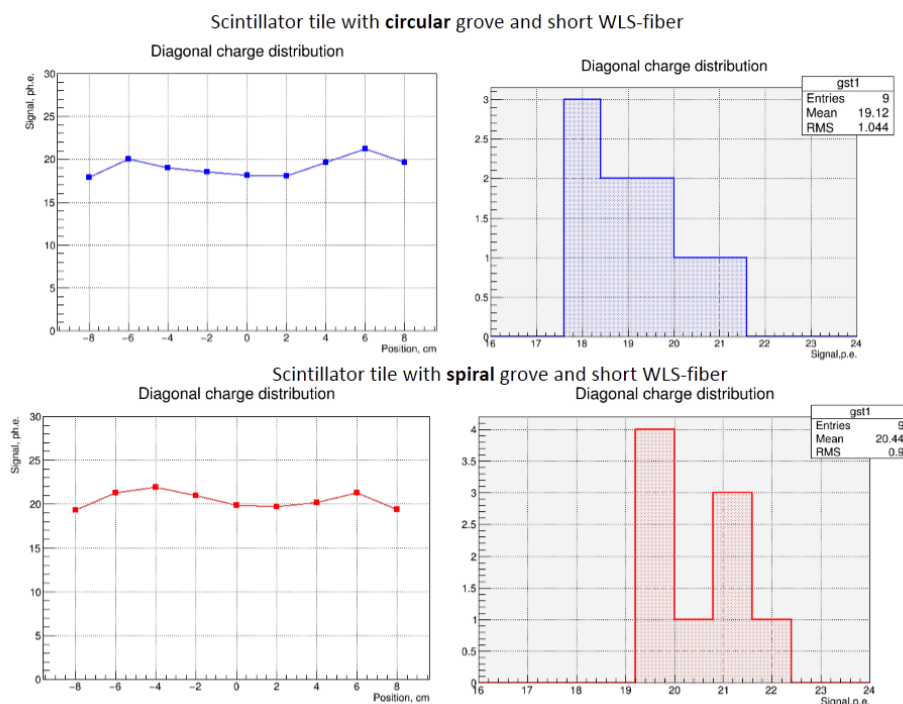 Scintillator tile with circular grove and short WLS-fiber
Diagonal charge distribution
Signal, ph.e.
30
25
20
15
10
5
0
−8 −6 −4 −2 0 2 4 6 8
Position, cm
Diagonal charge distribution
gst1
Entries 9
Mean 19.12
RMS 1.044
3
2.5
2
1.5
1
0.5
0
16 17 18 19 20 21 22 23 24
Signal,p.e.
Scintillator tile with spiral grove and short WLS-fiber
Diagonal charge distribution
Signal, ph.e.
30
25
20
15
10
5
0
−8 −6 −4 −2 0 2 4 6 8
Position, cm
Diagonal charge distribution
gst1
Entries 9
Mean 20.44
RMS 0.9
4
3.5
3
2.5
2
1.5
1
0.5
0
16 17 18 19 20 21 22 23 24
Signal,p.e.